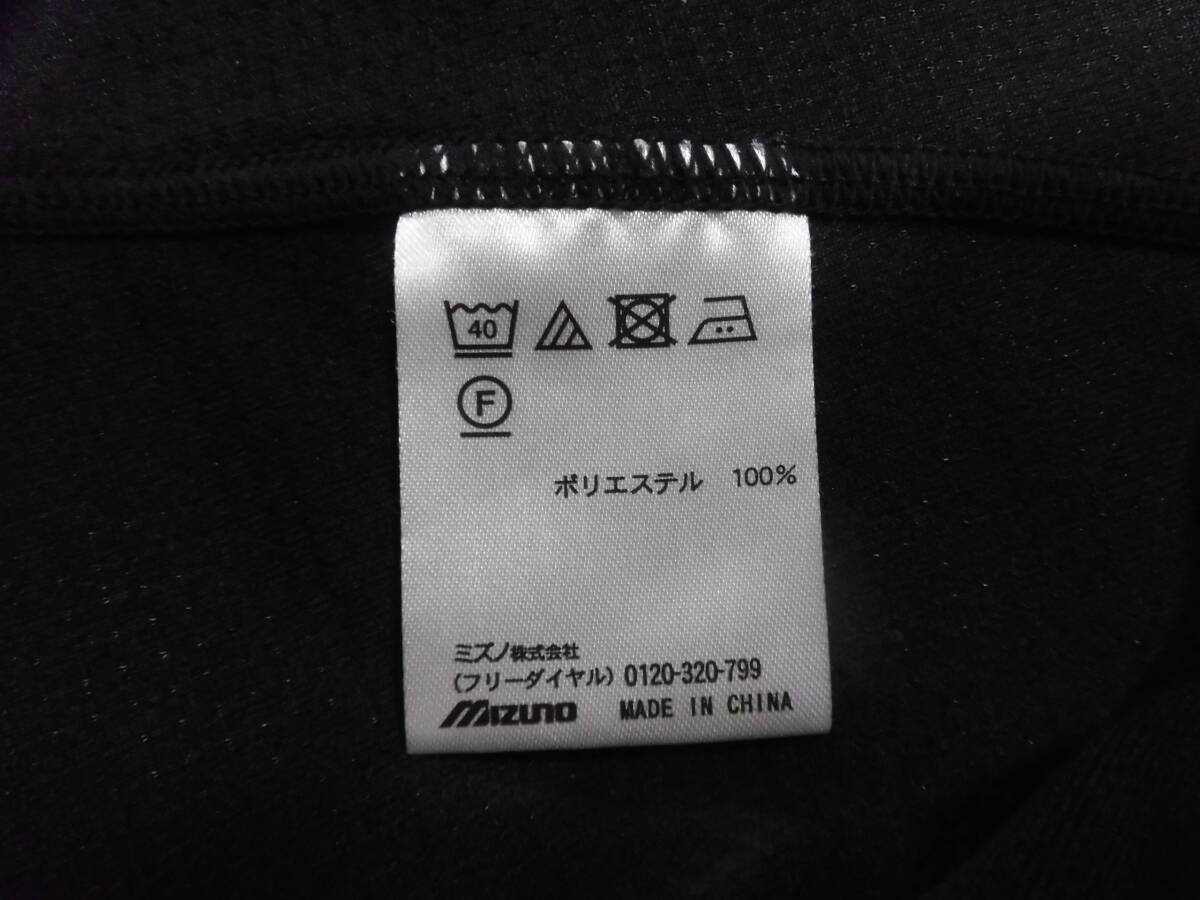 40
F
ポリエステル 100%
ミズノ株式会社
(フリーダイヤル) 0120-320-799
MIZUNO MADE IN CHINA